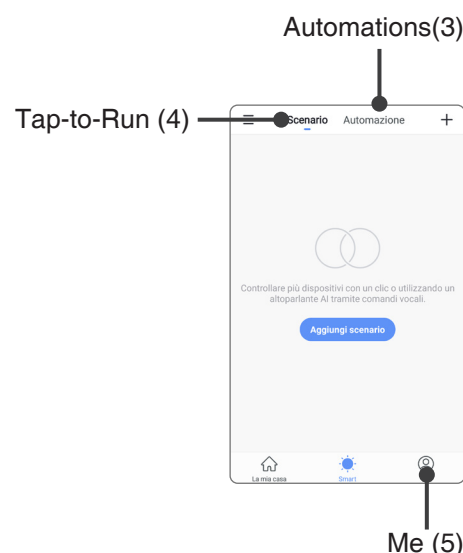 Automations(3)
Tap-to-Run (4)
Scenario Automazione +
Controllare più dispositivi con un clic o utilizzando un
altoparlante AI tramite comandi vocali.
Aggiungi scenario
La mia casa Smart
Me (5)